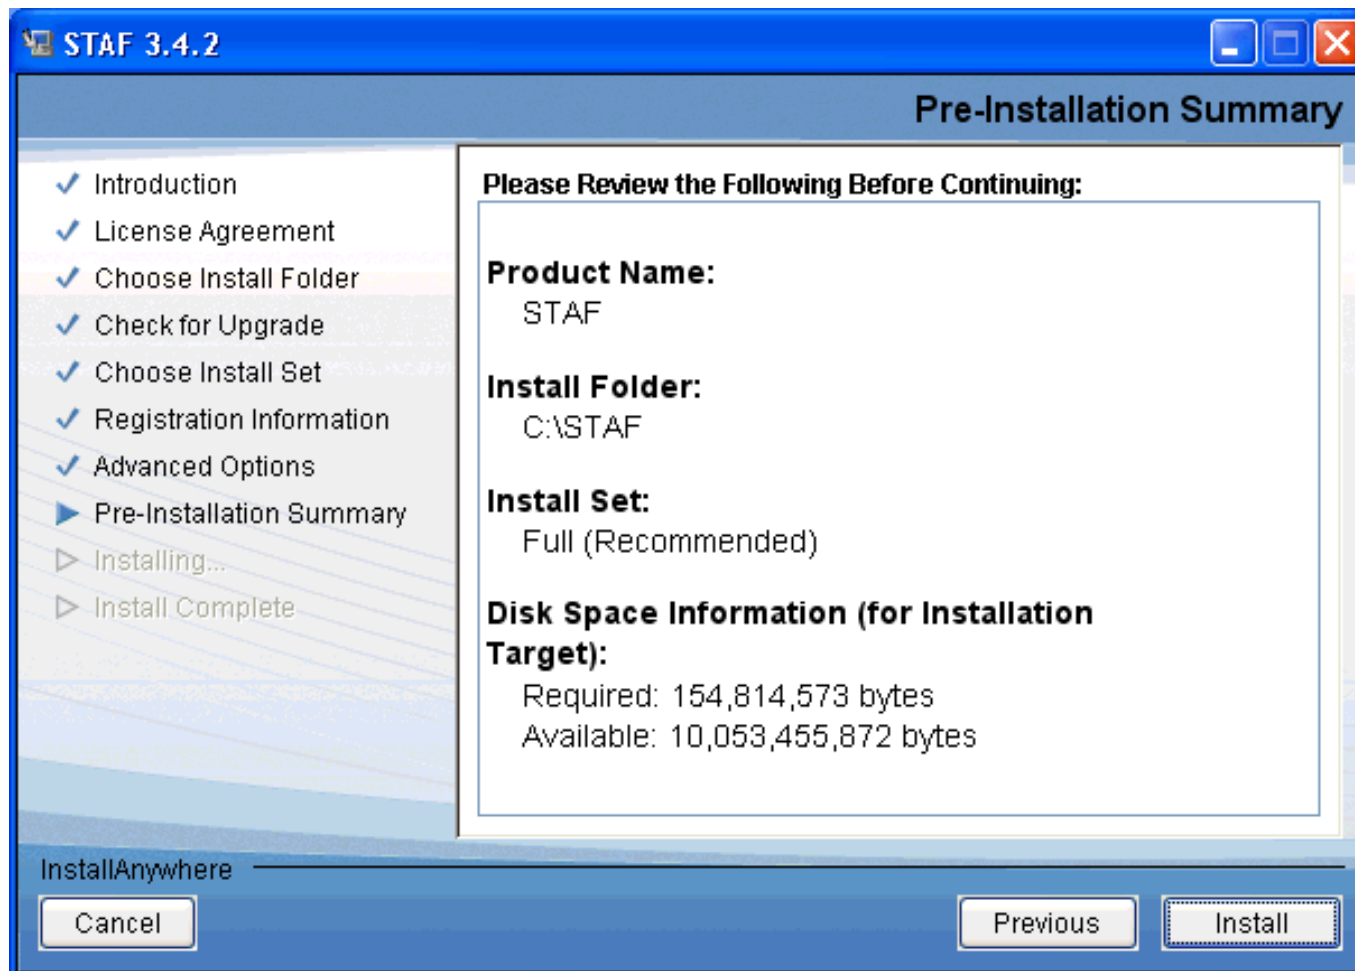 STAF 3.4.2
Pre-Installation Summary
Introduction
License Agreement
Choose Install Folder
Check for Upgrade
Choose Install Set
Registration Information
Advanced Options
Pre-Installation Summary
Installing...
Install Complete
Please Review the Following Before Continuing:
Product Name:
STAF
Install Folder:
C:\STAF
Install Set:
Full (Recommended)
Disk Space Information (for Installation
Target):
Required: 154,814,573 bytes
Available: 10,053,455,872 bytes
InstallAnywhere
Cancel
Previous
Install